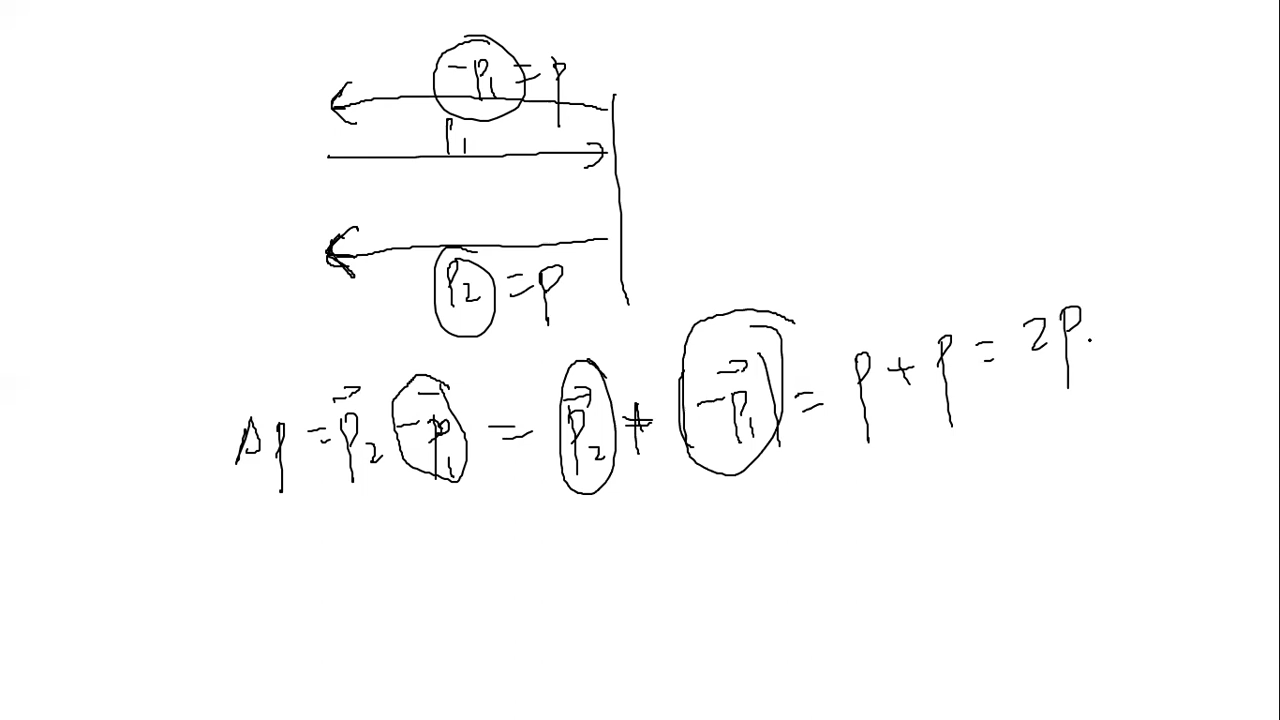 -p₁ = p
p₁
p₂ = p
Δp = p⃗₂ - p⃗₁ = p⃗₂ + -p⃗₁ = p + p = 2p.